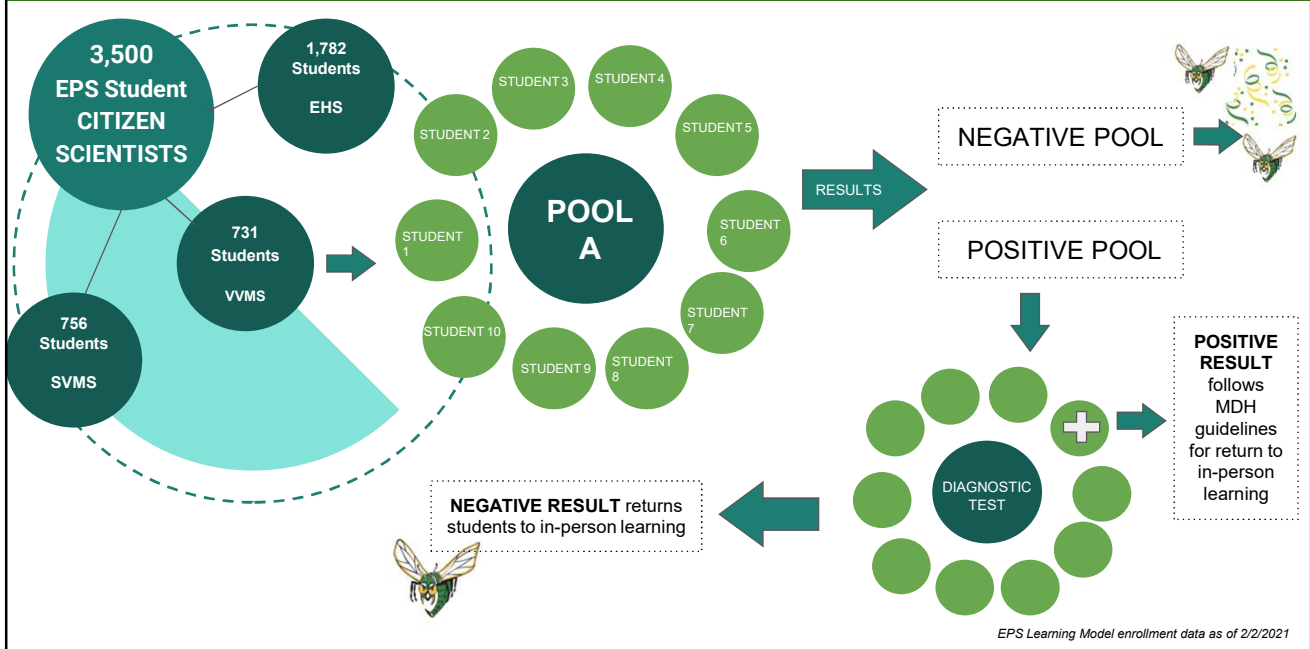 3,500
EPS Student
CITIZEN
SCIENTISTS
1,782
Students
EHS
731
Students
VVMS
756
Students
SVMS
POOL
A
STUDENT
1
STUDENT 2
STUDENT 3
STUDENT 4
STUDENT 5
STUDENT
6
STUDENT
7
STUDENT
8
STUDENT 9
STUDENT 10
RESULTS
NEGATIVE POOL
POSITIVE POOL
DIAGNOSTIC
TEST
POSITIVE
RESULT
follows
MDH
guidelines
for return to
in-person
learning
NEGATIVE RESULT returns
students to in-person learning
EPS Learning Model enrollment data as of 2/2/2021